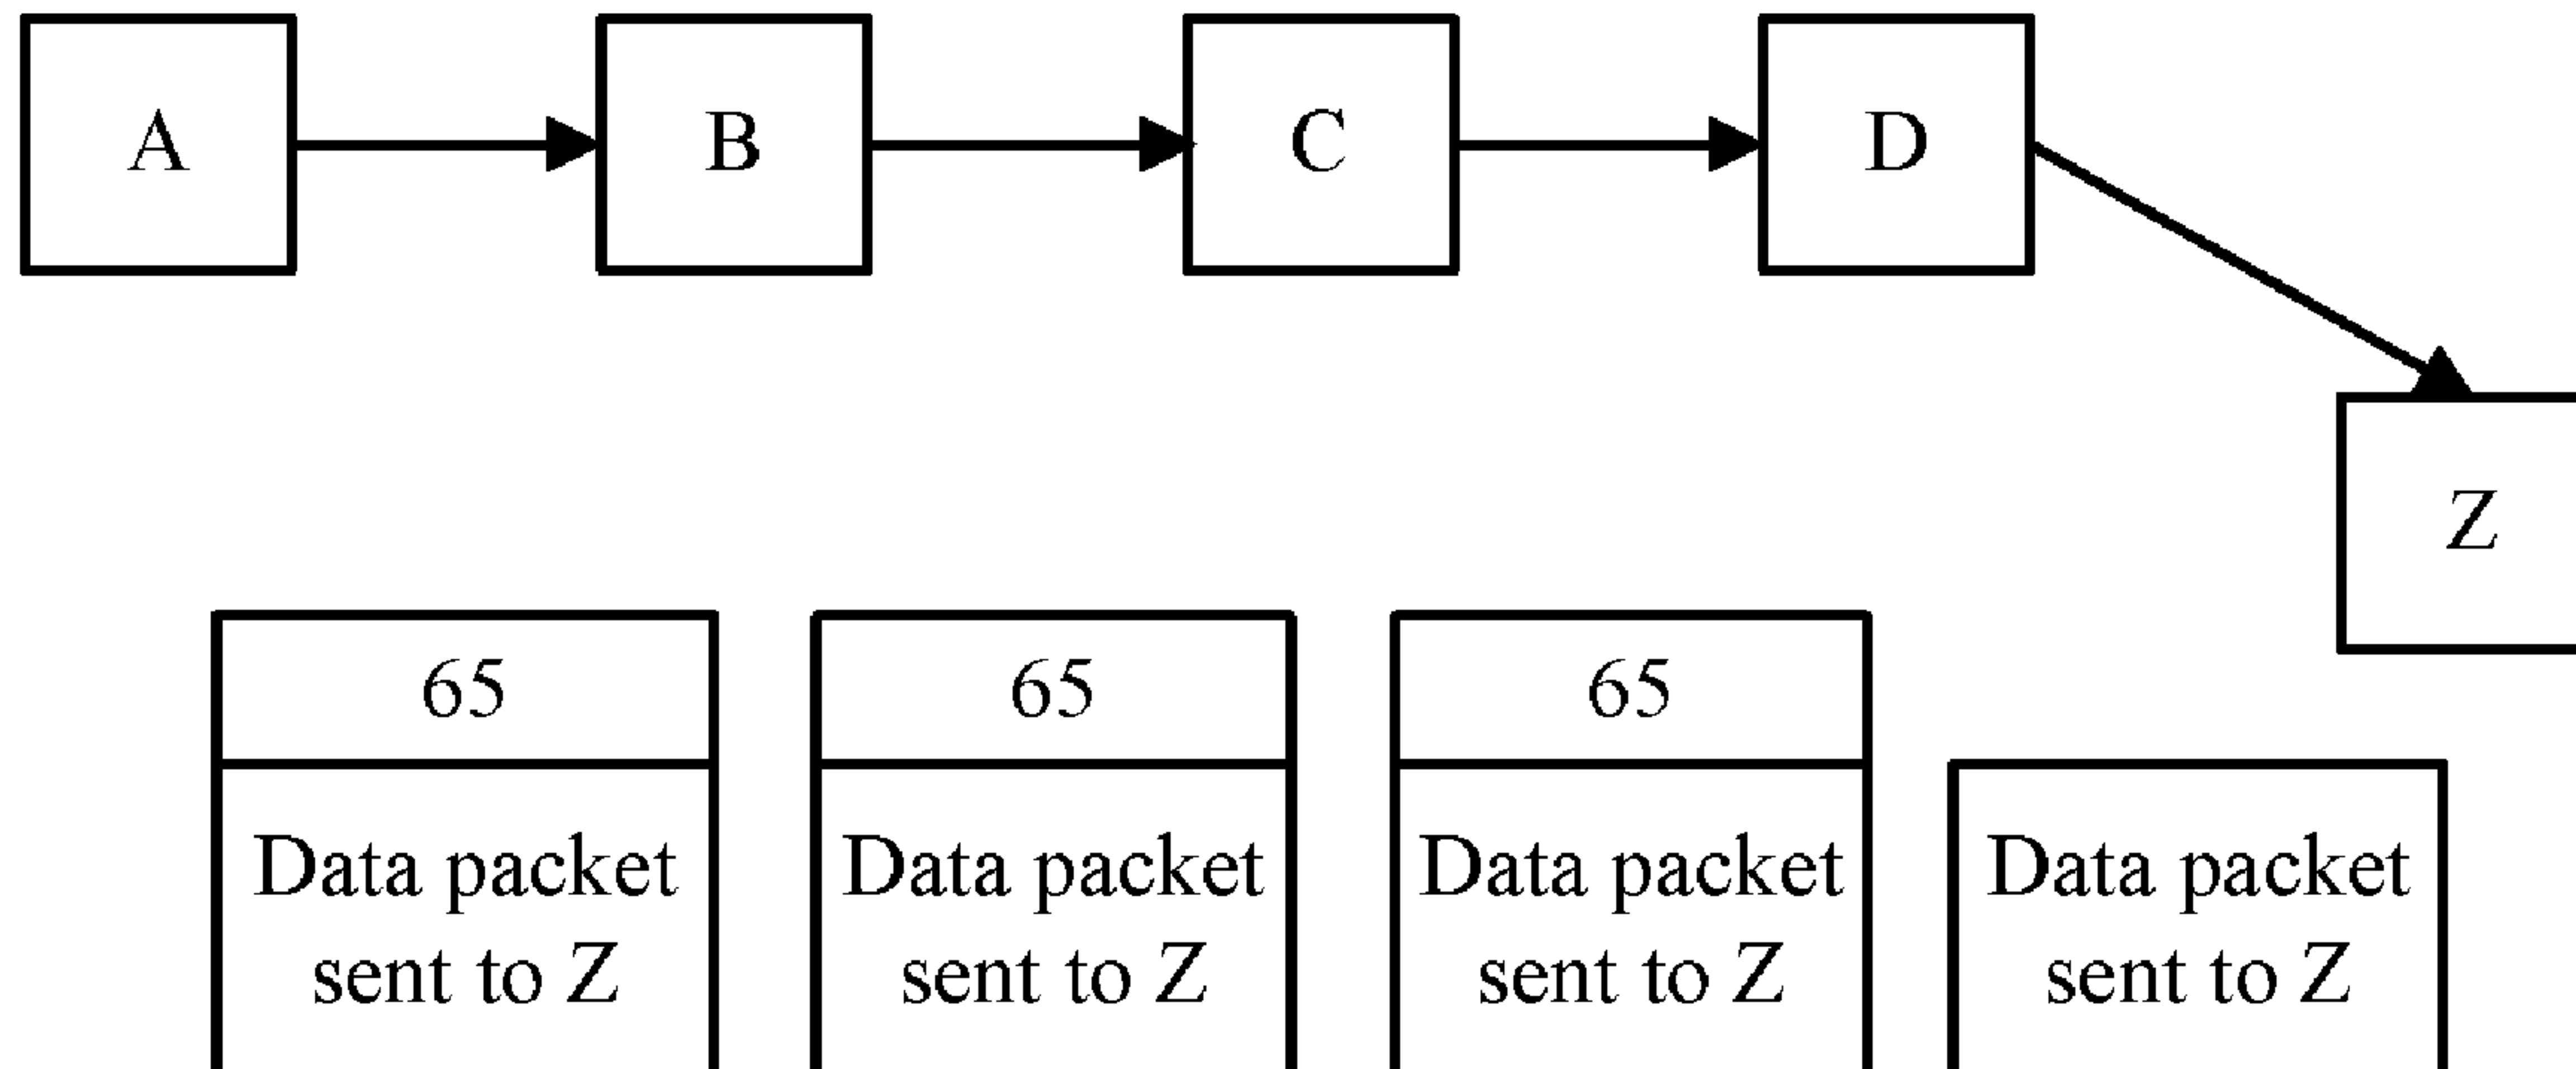 A
B
C
D
Z
65
65
65
Data packet
sent to Z
Data packet
sent to Z
Data packet
sent to Z
Data packet
sent to Z